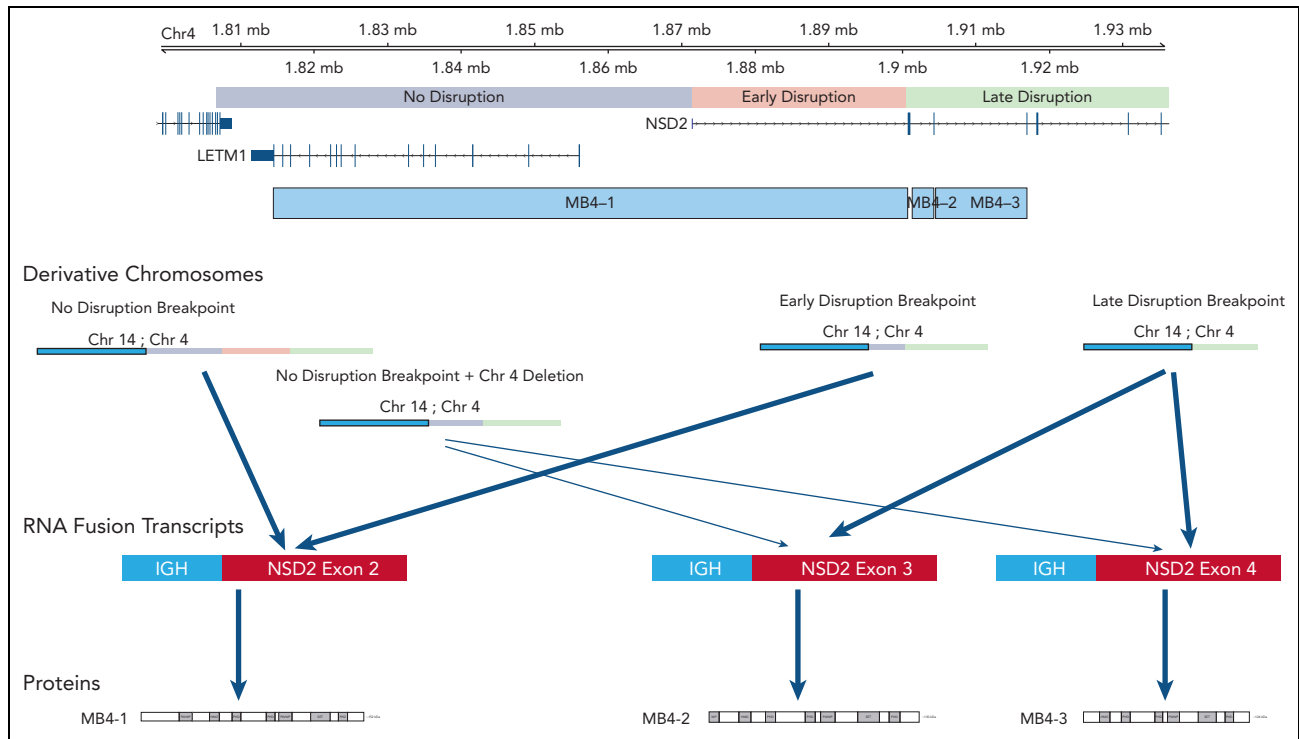 Chr4
1.81 mb 1.83 mb 1.85 mb 1.87 mb 1.89 mb 1.91 mb 1.93 mb
1.82 mb 1.84 mb 1.86 mb 1.88 mb 1.9 mb 1.92 mb
No Disruption Early Disruption Late Disruption
NSD2
LETM1
MB4–1 MB4–2 MB4–3
Derivative Chromosomes
No Disruption Breakpoint
Chr 14 ; Chr 4
Early Disruption Breakpoint
Chr 14 ; Chr 4
Late Disruption Breakpoint
Chr 14 ; Chr 4
No Disruption Breakpoint + Chr 4 Deletion
Chr 14 ; Chr 4
RNA Fusion Transcripts
IGH NSD2 Exon 2
IGH NSD2 Exon 3
IGH NSD2 Exon 4
Proteins
MB4-1
MB4-2
MB4-3